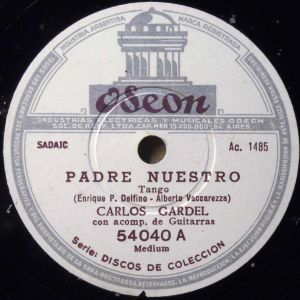 INDUSTRIA ARGENTINA
MARCA REGISTRADA
Odeon
INDUSTRIAS ELECTRICAS Y MUSICALES ODEON
SADAIC
Ac. 1485
PADRE NUESTRO
Tango
(Enrique P. Delfino - Alberto Vaccarezza)
CARLOS GARDEL
con acomp. de Guitarras
54040 A
Medium
Serie: DISCOS DE COLECCION